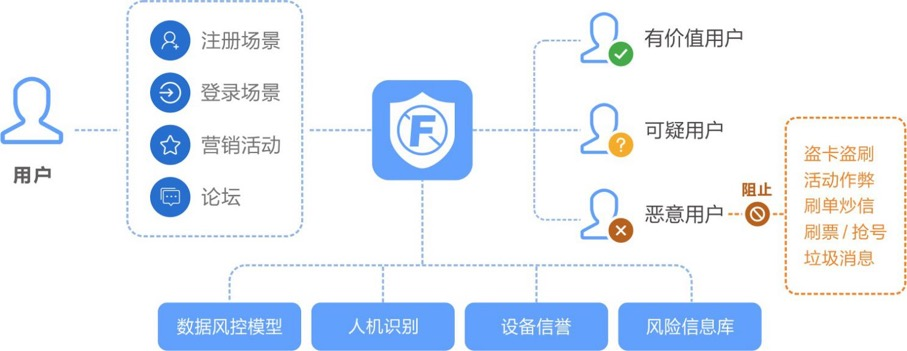 用户
注册场景
登录场景
营销活动
论坛
F
有价值用户
可疑用户
?
恶意用户
阻止
盗卡盗刷
活动作弊
刷单炒信
刷票 / 抢号
垃圾消息
数据风控模型
人机识别
设备信誉
风险信息库